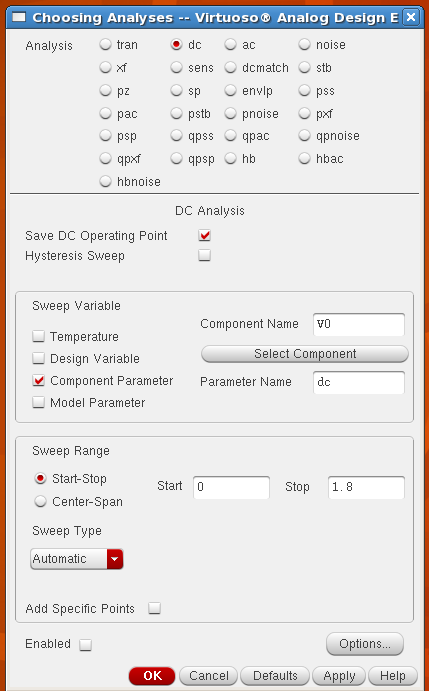 Choosing Analyses -- Virtuoso® Analog Design E
Analysis tran dc ac noise
xf sens dcmatch stb
pz sp envlp pss
pac pstb pnoise pxf
psp qpss qpac qpnoise
qpxf qpsp hb hbac
hbnoise
DC Analysis
Save DC Operating Point
Hysteresis Sweep
Sweep Variable
Temperature
Design Variable
Component Parameter
Model Parameter
Component Name V0
Select Component
Parameter Name dc
Sweep Range
Start-Stop
Center-Span
Start 0 Stop 1.8
Sweep Type
Automatic
Add Specific Points
Enabled
Options...
OK Cancel Defaults Apply Help